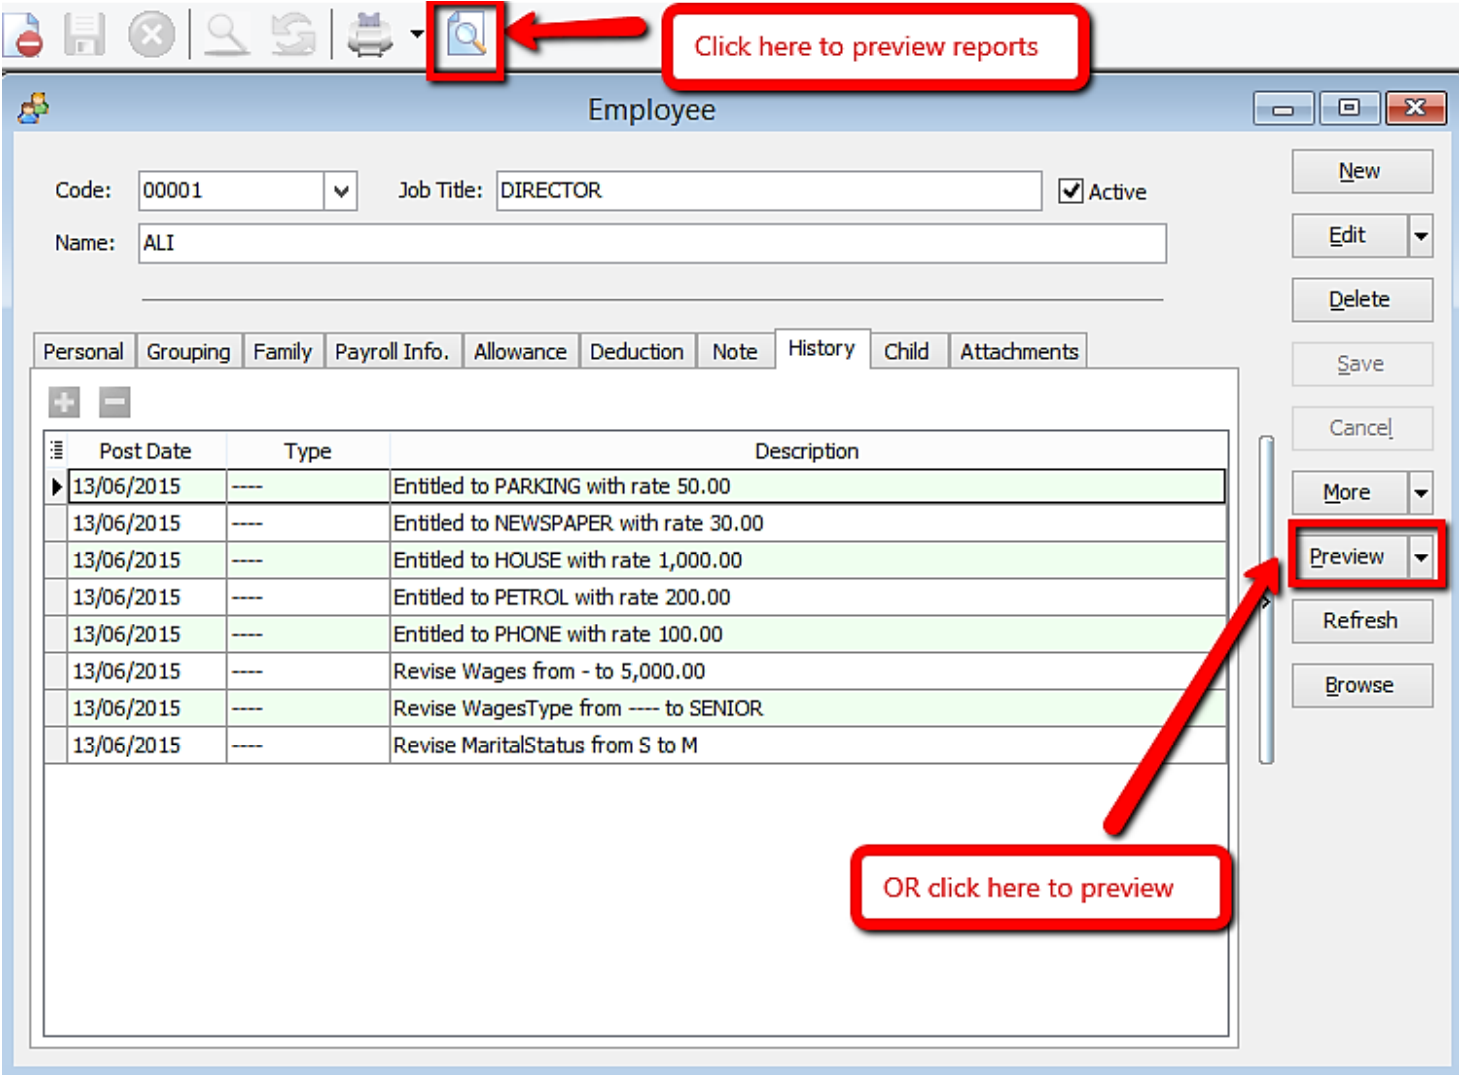 Click here to preview reports
Employee
Code: 00001 Job Title: DIRECTOR Active
Name: ALI
New
Edit
Delete
Save
Cancel
More
Preview
Refresh
Browse
Personal Grouping Family Payroll Info. Allowance Deduction Note History Child Attachments
Post Date Type Description
13/06/2015 ---- Entitled to PARKING with rate 50.00
13/06/2015 ---- Entitled to NEWSPAPER with rate 30.00
13/06/2015 ---- Entitled to HOUSE with rate 1,000.00
13/06/2015 ---- Entitled to PETROL with rate 200.00
13/06/2015 ---- Entitled to PHONE with rate 100.00
13/06/2015 ---- Revise Wages from - to 5,000.00
13/06/2015 ---- Revise WagesType from ---- to SENIOR
13/06/2015 ---- Revise MaritalStatus from S to M
OR click here to preview